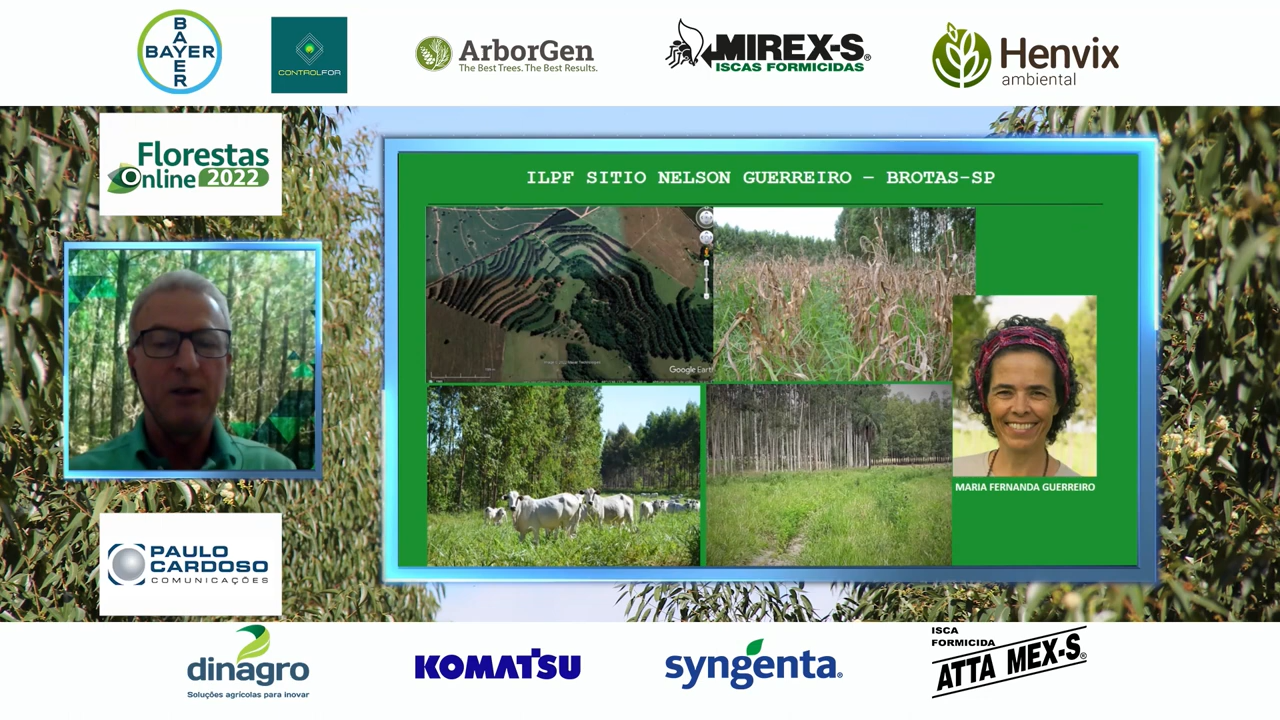 BAYER
BAYER
CONTROLFOR
ArborGen
The Best Trees. The Best Results.
MIREX-S®
ISCAS FORMICIDAS
Henvix
ambiental
Florestas
Online 2022
ILPF SITIO NELSON GUERREIRO – BROTAS-SP
Google Earth
MARIA FERNANDA GUERREIRO
PAULO
CARDOSO
COMUNICAÇÕES
dinagro
Soluções agrícolas para inovar
KOMATSU
syngenta®
ISCA
FORMICIDA
ATTA MEX-S®